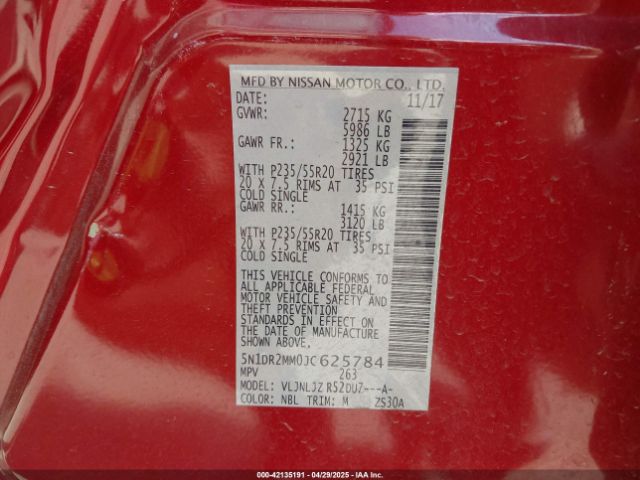 MFD BY NISSAN MOTOR CO., LTD.
DATE: 11/17
GVWR: 2715 KG
5986 LB
GAWR FR.: 1325 KG
2921 LB
WITH P235/55R20 TIRES
20 X 7.5 RIMS AT 35 PSI
COLD SINGLE
GAWR RR.: 1415 KG
3120 LB
WITH P235/55R20 TIRES
20 X 7.5 RIMS AT 35 PSI
COLD SINGLE
THIS VEHICLE CONFORMS TO
ALL APPLICABLE FEDERAL
MOTOR VEHICLE SAFETY AND
THEFT PREVENTION
STANDARDS IN EFFECT ON
THE DATE OF MANUFACTURE
SHOWN ABOVE.
5N1DR2MM0JC625784
MPV 263
MODEL: VLJNLJZ R52DUZ---A-
COLOR: NBL TRIM: M ZS30A
000-42135191 - 04/29/2025 - IAA Inc.